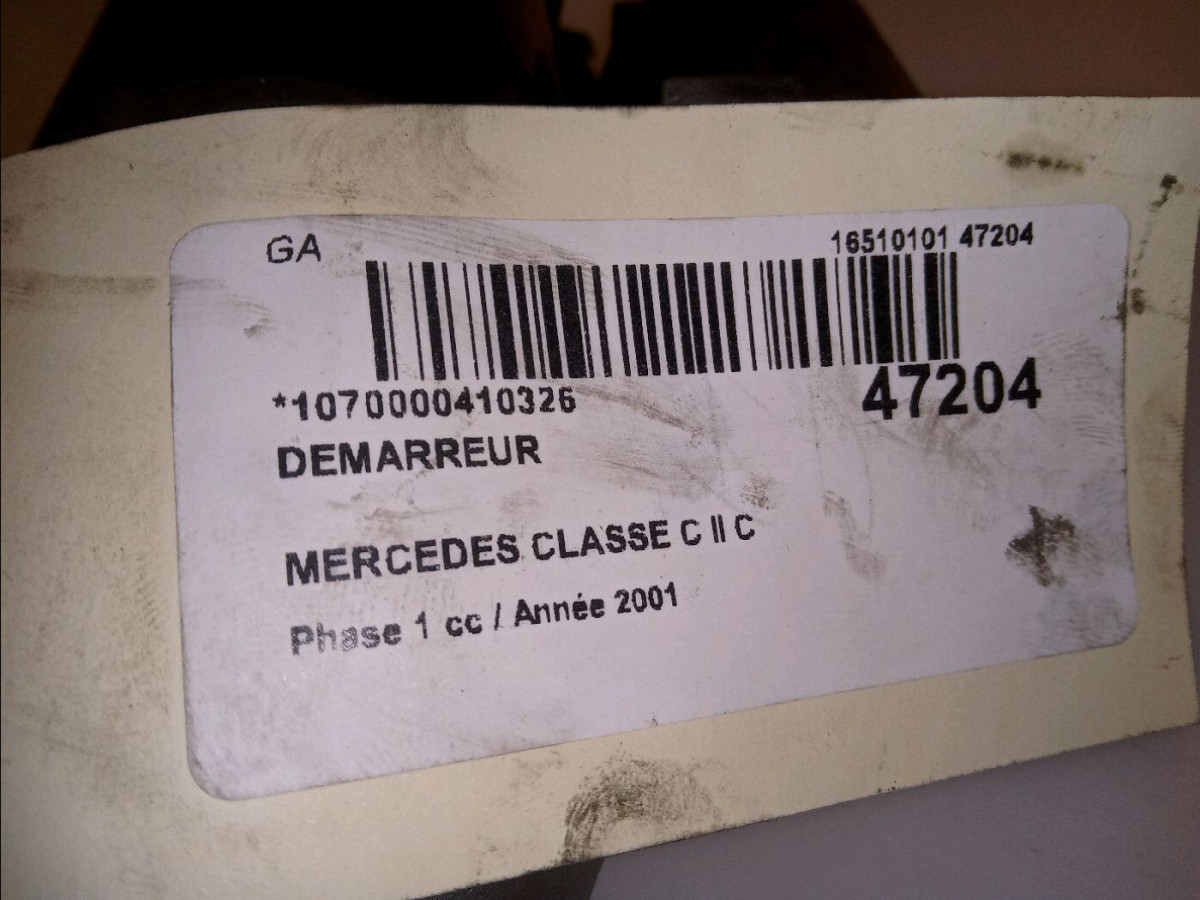 GA
16510101 47204
*1070000410326
47204
DEMARREUR
MERCEDES CLASSE C II C
Phase 1 cc / Année 2001